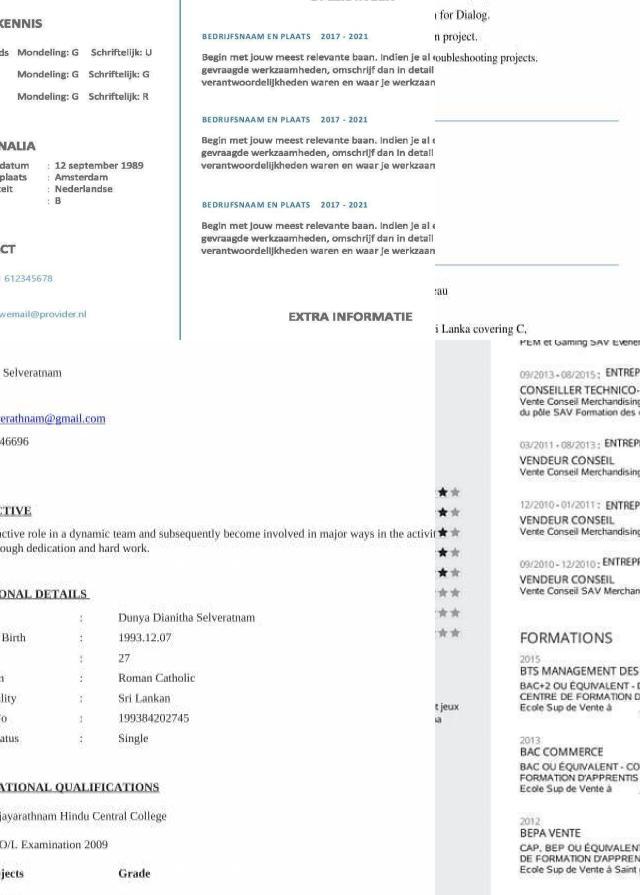 KENNIS
ds Mondeling: G Schriftelijk: U
Mondeling: G Schriftelijk: G
Mondeling: G Schriftelijk: R
NALIA
datum : 12 september 1989
plaats : Amsterdam
teit : Nederlandse
: B
CT
612345678
wemail@provider.nl
BEDRIJFSNAAM EN PLAATS 2017 - 2021
Begin met jouw meest relevante baan. Indien je al
gevraagde werkzaamheden, omschrijf dan in detail
verantwoordelijkheden waren en waar je werkzaam
BEDRIJFSNAAM EN PLAATS 2017 - 2021
Begin met jouw meest relevante baan. Indien je al e
gevraagde werkzaamheden, omschrijf dan in detail
verantwoordelijkheden waren en waar je werkzaam
BEDRIJFSNAAM EN PLAATS 2017 - 2021
Begin met jouw meest relevante baan. Indien je al e
gevraagde werkzaamheden, omschrijf dan in detail
verantwoordelijkheden waren en waar je werkzaam
EXTRA INFORMATIE
for Dialog.
n project.
oubleshooting projects.
eau
i Lanka covering C,
Selveratnam
verathnam@gmail.com
46696
CTIVE
active role in a dynamic team and subsequently become involved in major ways in the activit
ough dedication and hard work.
ONAL DETAILS
: Dunya Dianitha Selveratnam
Birth : 1993.12.07
: 27
n : Roman Catholic
lity : Sri Lankan
o : 199384202745
atus : Single
ATIONAL QUALIFICATIONS
jayarathnam Hindu Central College
O/L Examination 2009
jects Grade
t jeux
PEM et Gaming SAV Évène
09/2013 - 08/2015 : ENTREP
CONSEILLER TECHNICO-
Vente Conseil Merchandising
du pôle SAV Formation des
03/2011 - 08/2013 : ENTREP
VENDEUR CONSEIL
Vente Conseil Merchandising
12/2010 - 01/2011 : ENTREP
VENDEUR CONSEIL
Vente Conseil Merchandising
09/2010 - 12/2010 : ENTREP
VENDEUR CONSEIL
Vente Conseil SAV Merchan
FORMATIONS
2015
BTS MANAGEMENT DES
BAC+2 OU ÉQUIVALENT - D
CENTRE DE FORMATION D
Ecole Sup de Vente à
2013
BAC COMMERCE
BAC OU ÉQUIVALENT - CO
FORMATION D'APPRENTIS
Ecole Sup de Vente à
2012
BEPA VENTE
CAP, BEP OU ÉQUIVALENT
DE FORMATION D'APPREN
Ecole Sup de Vente à Saint